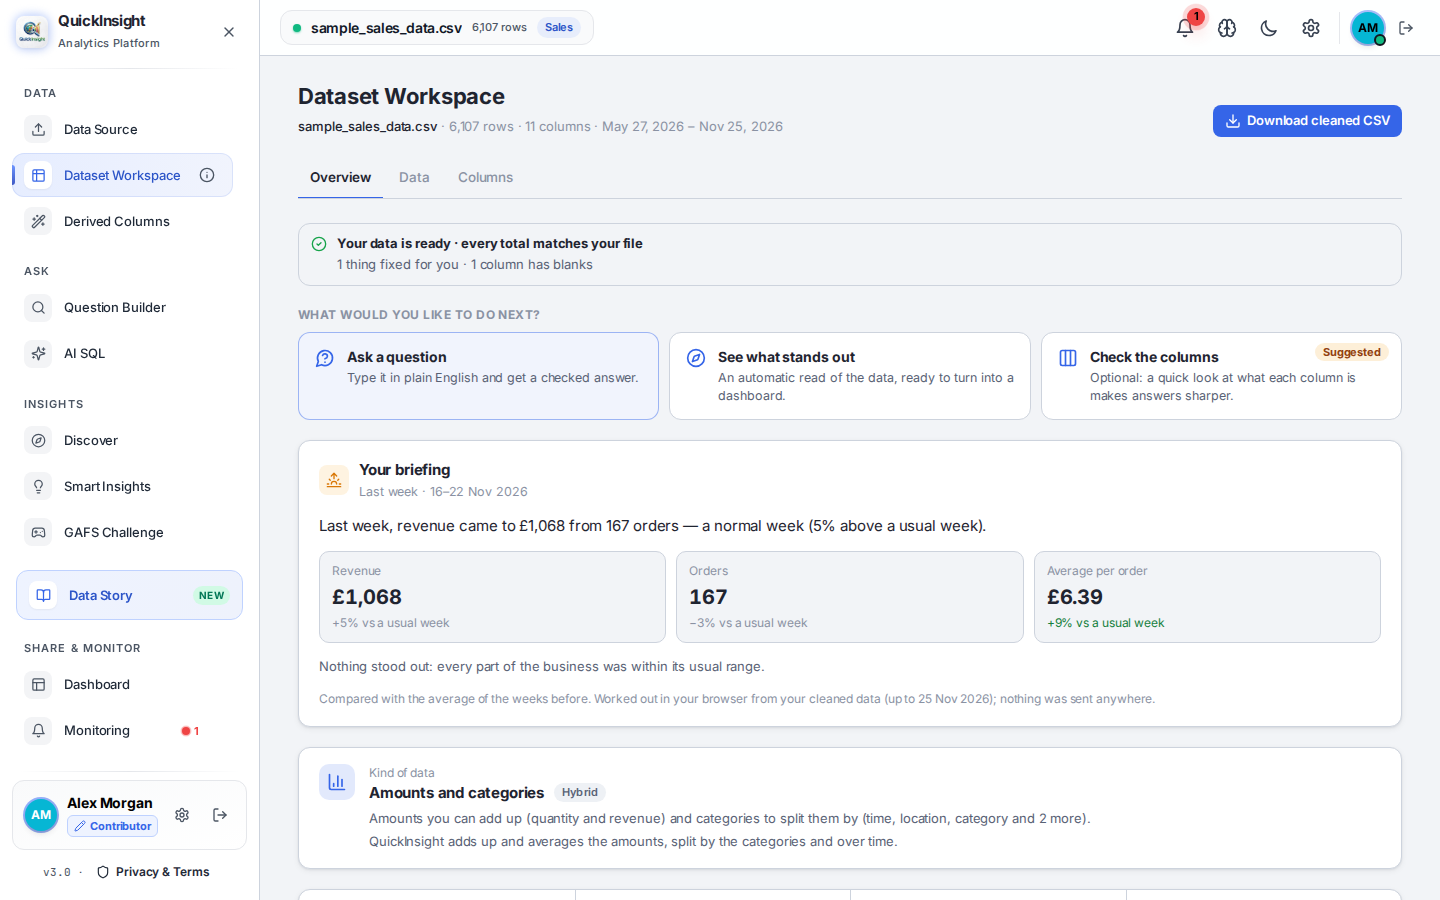 QuickInsight
Analytics Platform
DATA
Data Source
Dataset Workspace
Derived Columns
ASK
Question Builder
AI SQL
INSIGHTS
Discover
Smart Insights
GAFS Challenge
Data Story NEW
SHARE & MONITOR
Dashboard
Monitoring 1
AM Alex Morgan
Contributor
v3.0 · Privacy & Terms
sample_sales_data.csv 6,107 rows Sales
1
AM
Dataset Workspace
sample_sales_data.csv · 6,107 rows · 11 columns · May 27, 2026 – Nov 25, 2026
Download cleaned CSV
Overview Data Columns
Your data is ready · every total matches your file
1 thing fixed for you · 1 column has blanks
WHAT WOULD YOU LIKE TO DO NEXT?
Ask a question
Type it in plain English and get a checked answer.
See what stands out
An automatic read of the data, ready to turn into a
dashboard.
Check the columns Suggested
Optional: a quick look at what each column is
makes answers sharper.
Your briefing
Last week · 16–22 Nov 2026
Last week, revenue came to £1,068 from 167 orders — a normal week (5% above a usual week).
Revenue
£1,068
+5% vs a usual week
Orders
167
−3% vs a usual week
Average per order
£6.39
+9% vs a usual week
Nothing stood out: every part of the business was within its usual range.
Compared with the average of the weeks before. Worked out in your browser from your cleaned data (up to 25 Nov 2026); nothing was sent anywhere.
Kind of data
Amounts and categories Hybrid
Amounts you can add up (quantity and revenue) and categories to split them by (time, location, category and 2 more).
QuickInsight adds up and averages the amounts, split by the categories and over time.